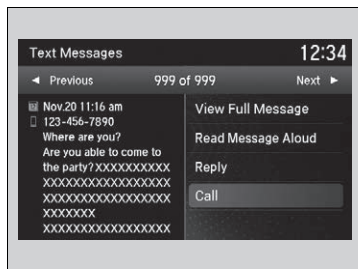 Text Messages 12:34
◄ Previous 999 of 999 Next ►
Nov.20 11:16 am
123-456-7890
Where are you?
Are you able to come to
the party?XXXXXXXXXX
XXXXXXXXXXXXXXXXX
XXXXXXXXXXXXXXXXX
XXXXXXX
XXXXXXXXXXXXXXXXX
View Full Message
Read Message Aloud
Reply
Call